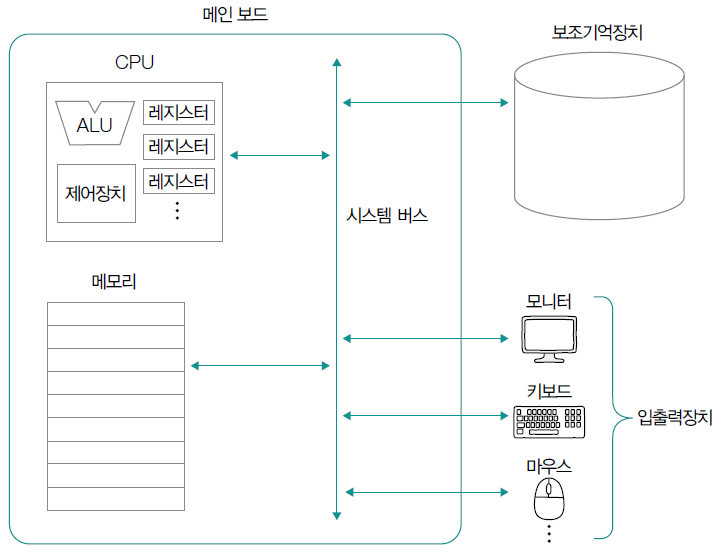 메인 보드
보조기억장치
CPU
ALU
레지스터
레지스터
제어장치
레지스터
시스템 버스
메모리
모니터
키보드
입출력장치
마우스